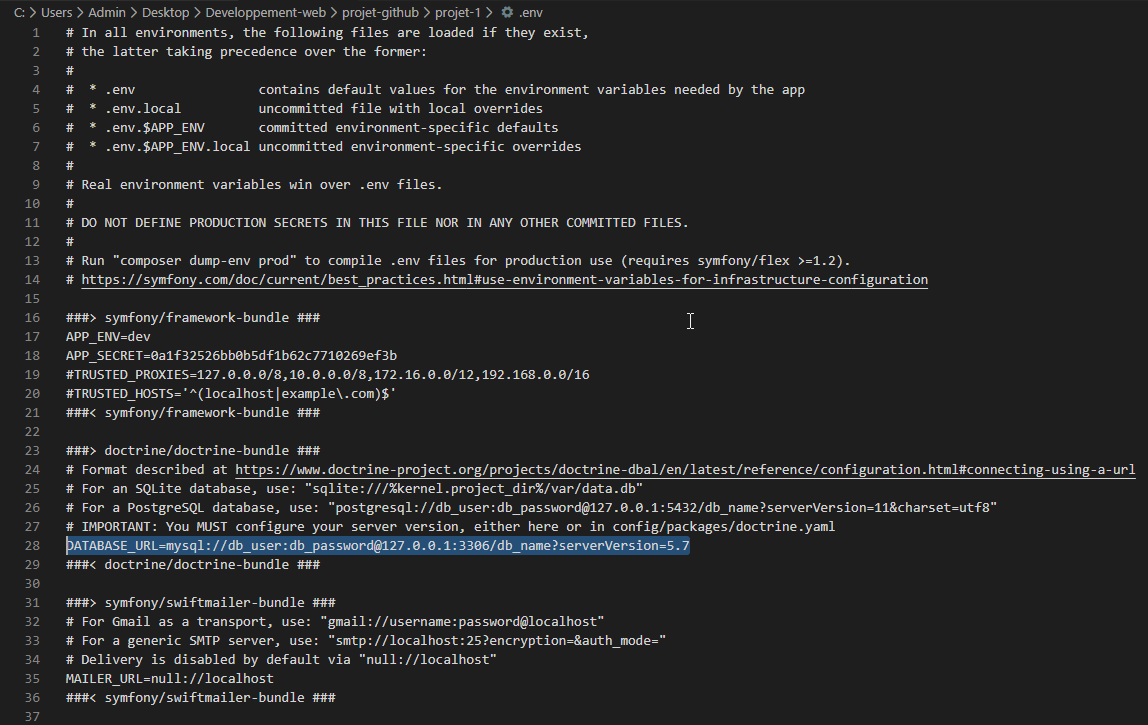 C: > Users > Admin > Desktop > Developpement-web > projet-github > projet-1 > .env
1 # In all environments, the following files are loaded if they exist,
2 # the latter taking precedence over the former:
3 #
4 #  * .env                contains default values for the environment variables needed by the app
5 #  * .env.local          uncommitted file with local overrides
6 #  * .env.$APP_ENV       committed environment-specific defaults
7 #  * .env.$APP_ENV.local uncommitted environment-specific overrides
8 #
9 # Real environment variables win over .env files.
10 #
11 # DO NOT DEFINE PRODUCTION SECRETS IN THIS FILE NOR IN ANY OTHER COMMITTED FILES.
12 #
13 # Run "composer dump-env prod" to compile .env files for production use (requires symfony/flex >=1.2).
14 # https://symfony.com/doc/current/best_practices.html#use-environment-variables-for-infrastructure-configuration
15
16 ###> symfony/framework-bundle ###
17 APP_ENV=dev
18 APP_SECRET=0a1f32526bb0b5df1b62c7710269ef3b
19 #TRUSTED_PROXIES=127.0.0.0/8,10.0.0.0/8,172.16.0.0/12,192.168.0.0/16
20 #TRUSTED_HOSTS='^(localhost|example\.com)$'
21 ###< symfony/framework-bundle ###
22
23 ###> doctrine/doctrine-bundle ###
24 # Format described at https://www.doctrine-project.org/projects/doctrine-dbal/en/latest/reference/configuration.html#connecting-using-a-url
25 # For an SQLite database, use: "sqlite:///%kernel.project_dir%/var/data.db"
26 # For a PostgreSQL database, use: "postgresql://db_user:db_password@127.0.0.1:5432/db_name?serverVersion=11&charset=utf8"
27 # IMPORTANT: You MUST configure your server version, either here or in config/packages/doctrine.yaml
28 DATABASE_URL=mysql://db_user:db_password@127.0.0.1:3306/db_name?serverVersion=5.7
29 ###< doctrine/doctrine-bundle ###
30
31 ###> symfony/swiftmailer-bundle ###
32 # For Gmail as a transport, use: "gmail://username:password@localhost"
33 # For a generic SMTP server, use: "smtp://localhost:25?encryption=&auth_mode="
34 # Delivery is disabled by default via "null://localhost"
35 MAILER_URL=null://localhost
36 ###< symfony/swiftmailer-bundle ###
37